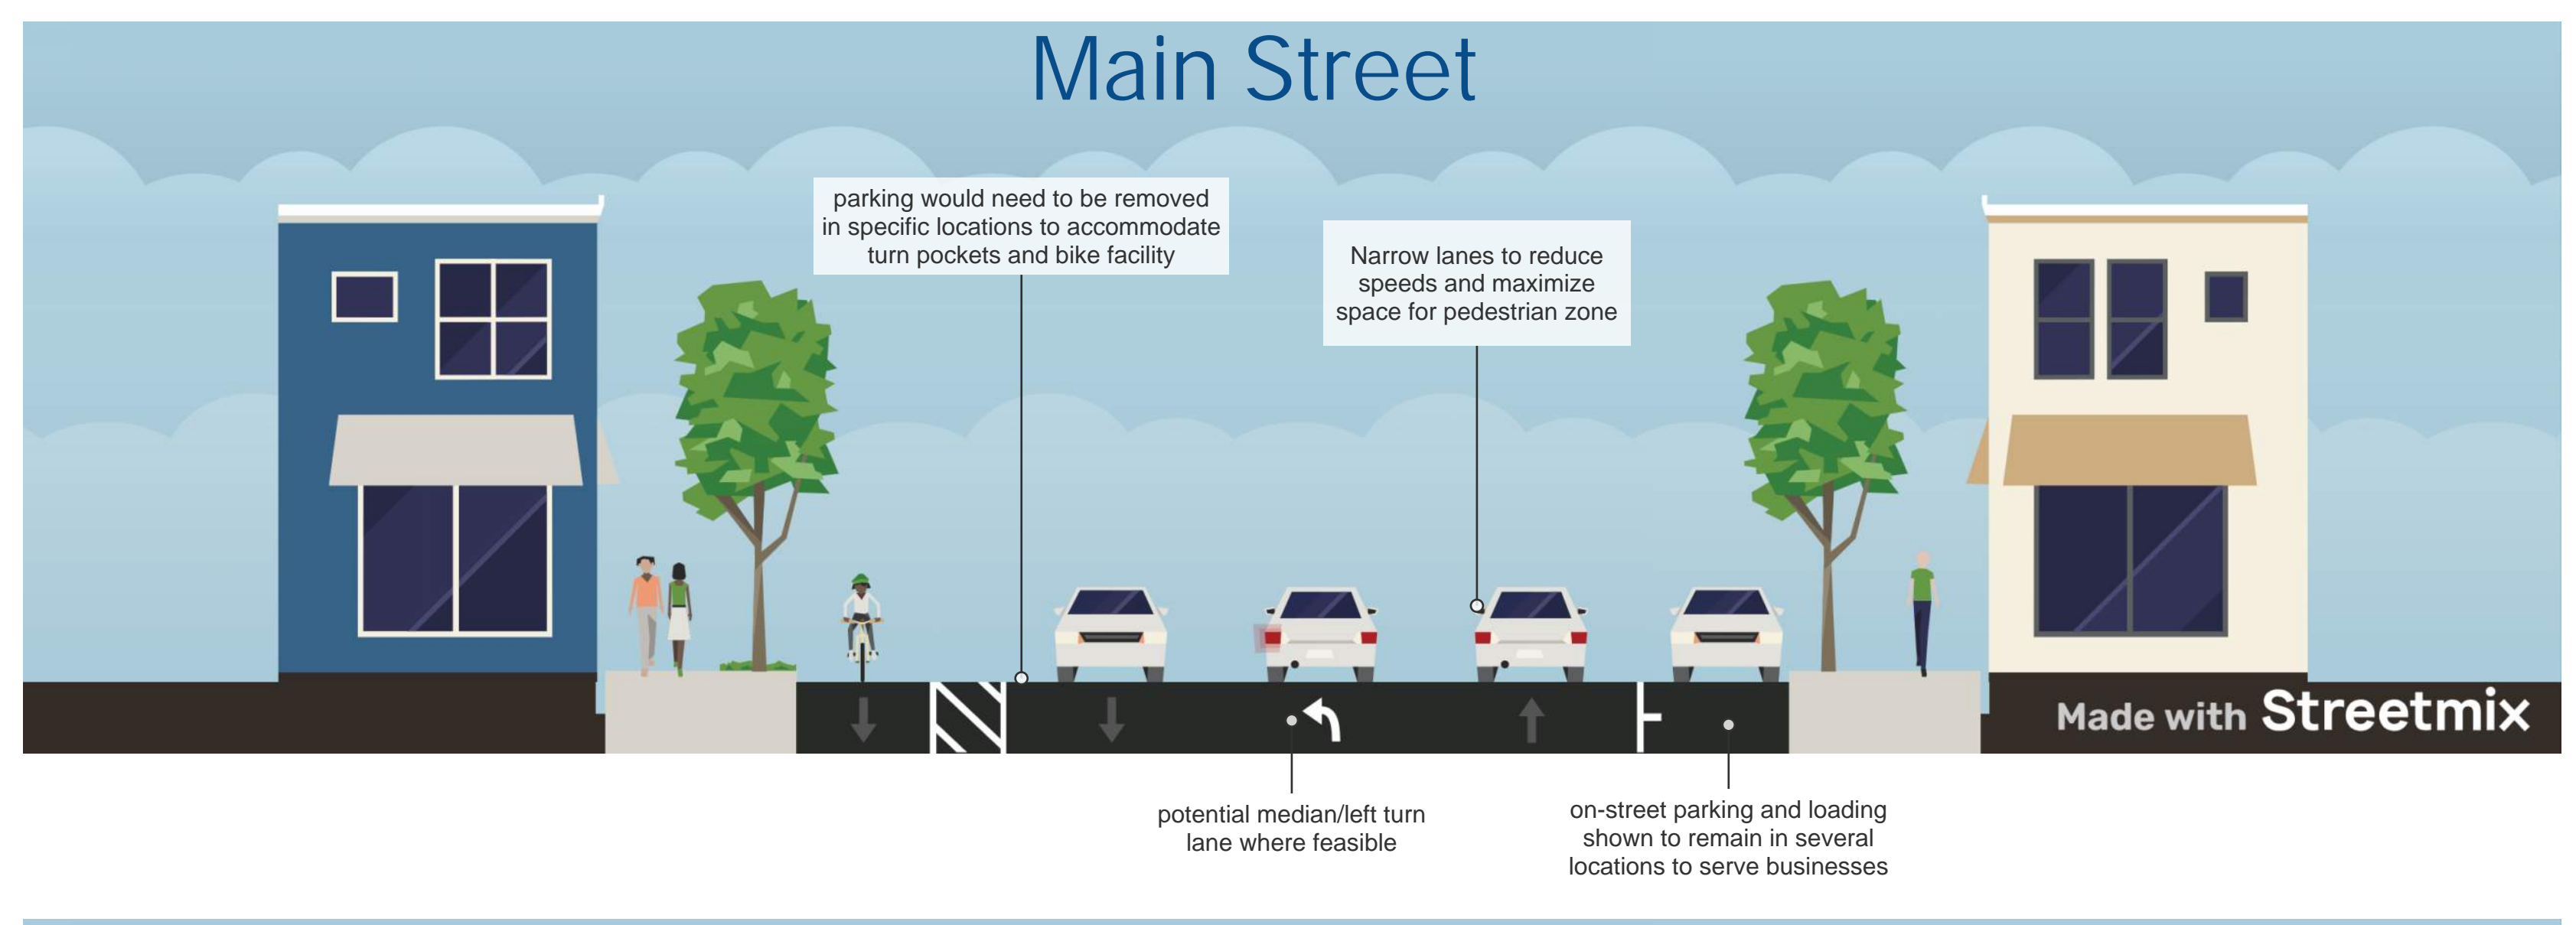 Main Street
parking would need to be removed
in specific locations to accommodate
turn pockets and bike facility
Narrow lanes to reduce
speeds and maximize
space for pedestrian zone
Made with Streetmix
potential median/left turn
lane where feasible
on-street parking and loading
shown to remain in several
locations to serve businesses